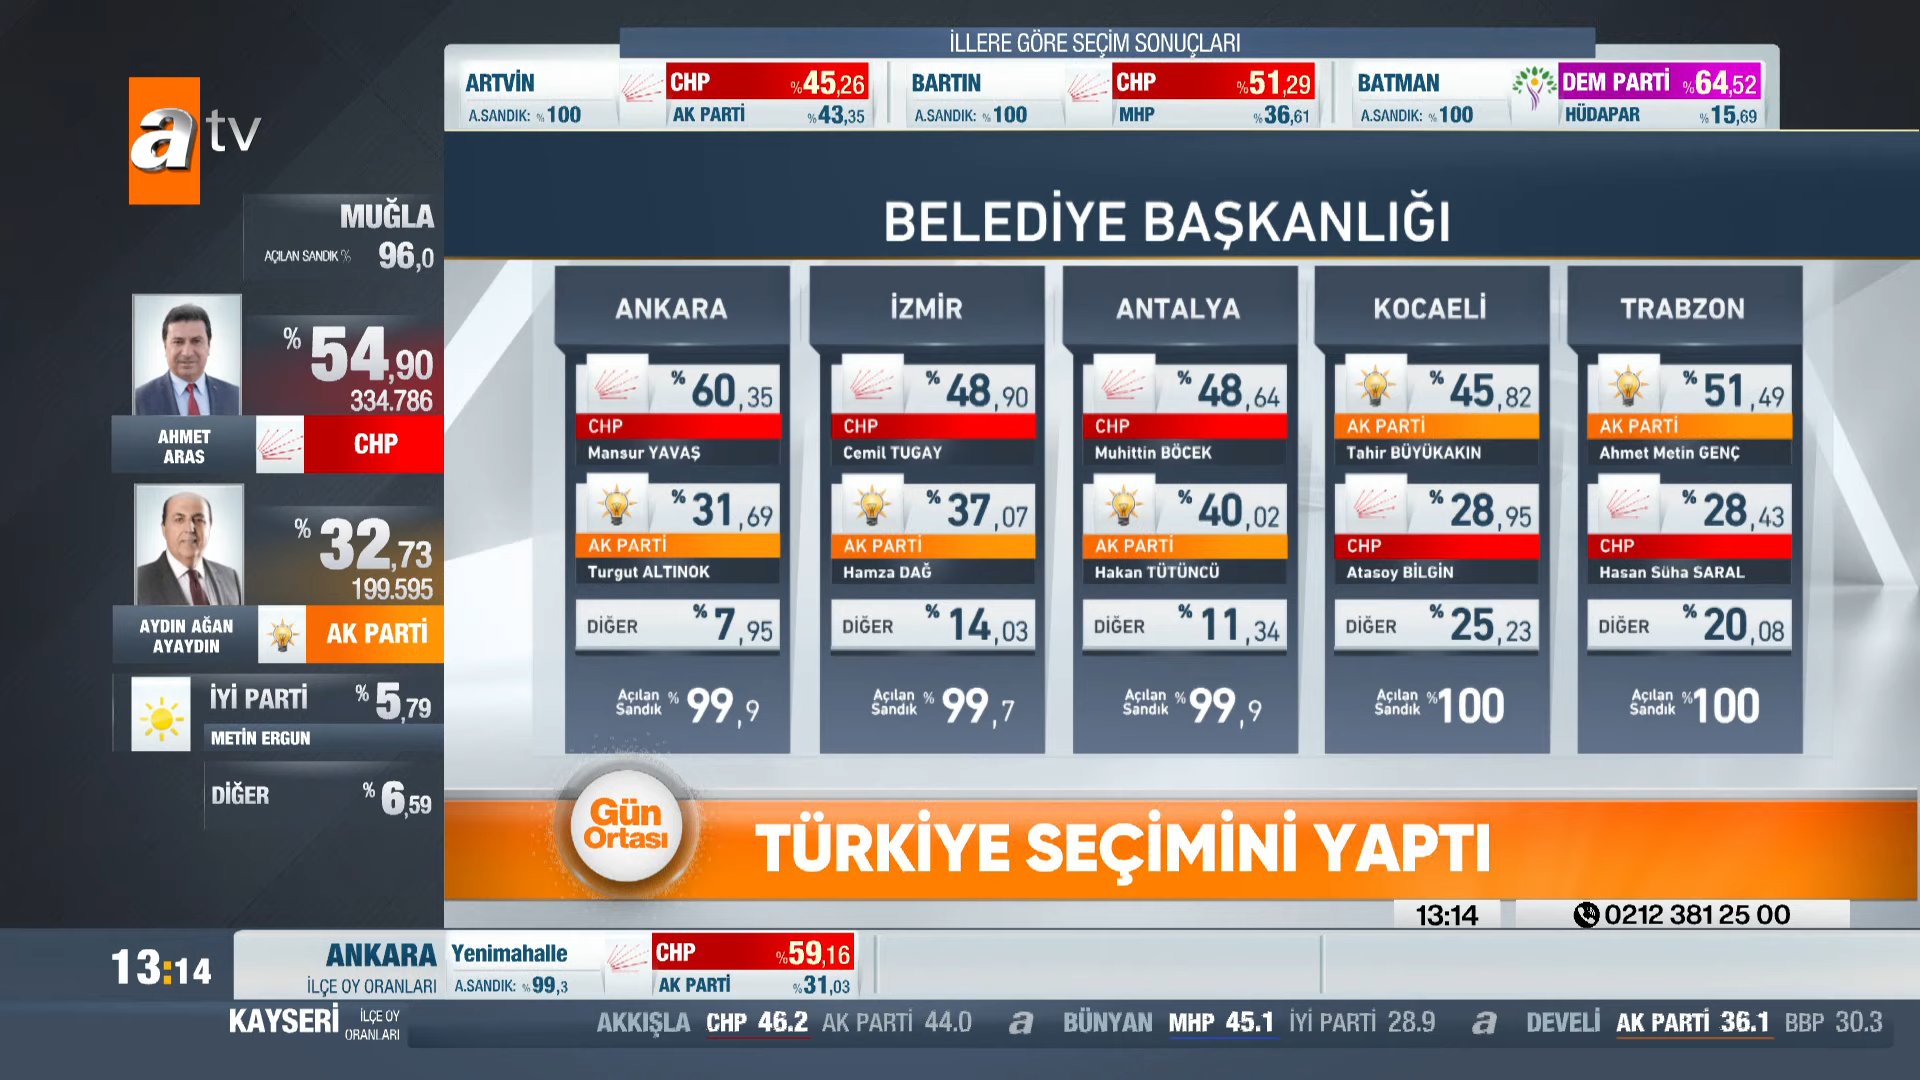 İLLERE GÖRE SEÇİM SONUÇLARI
ARTVİN CHP %45,26
A.SANDIK: %100 AK PARTİ %43,35
BARTIN CHP %51,29
A.SANDIK: %100 MHP %36,61
BATMAN DEM PARTİ %64,52
A.SANDIK: %100 HÜDAPAR %15,69
a tv
MUĞLA
AÇILAN SANDIK % 96,0
% 54,90
334.786
AHMET
ARAS
CHP
% 32,73
199.595
AYDIN AĞAN
AYAYDIN
AK PARTİ
İYİ PARTİ % 5,79
METİN ERGUN
DİĞER % 6,59
BELEDİYE BAŞKANLIĞI
ANKARA
% 60,35
CHP
Mansur YAVAŞ
% 31,69
AK PARTİ
Turgut ALTINOK
DİĞER % 7,95
Açılan
Sandık % 99,9
İZMİR
% 48,90
CHP
Cemil TUGAY
% 37,07
AK PARTİ
Hamza DAĞ
DİĞER % 14,03
Açılan
Sandık % 99,7
ANTALYA
% 48,64
CHP
Muhittin BÖCEK
% 40,02
AK PARTİ
Hakan TÜTÜNCÜ
DİĞER % 11,34
Açılan
Sandık % 99,9
KOCAELİ
% 45,82
AK PARTİ
Tahir BÜYÜKAKIN
% 28,95
CHP
Atasoy BİLGİN
DİĞER % 25,23
Açılan
Sandık %100
TRABZON
% 51,49
AK PARTİ
Ahmet Metin GENÇ
% 28,43
CHP
Hasan Süha SARAL
DİĞER % 20,08
Açılan
Sandık %100
Gün
Ortası
TÜRKİYE SEÇİMİNİ YAPTI
13:14 0212 381 25 00
13:14
ANKARA
İLÇE OY ORANLARI
Yenimahalle CHP %59,16
A.SANDIK: %99,3 AK PARTİ %31,03
KAYSERİ İLÇE OY
ORANLARI
AKKIŞLA CHP 46.2 AK PARTİ 44.0 a BÜNYAN MHP 45.1 İYİ PARTİ 28.9 a DEVELİ AK PARTİ 36.1 BBP 30.3